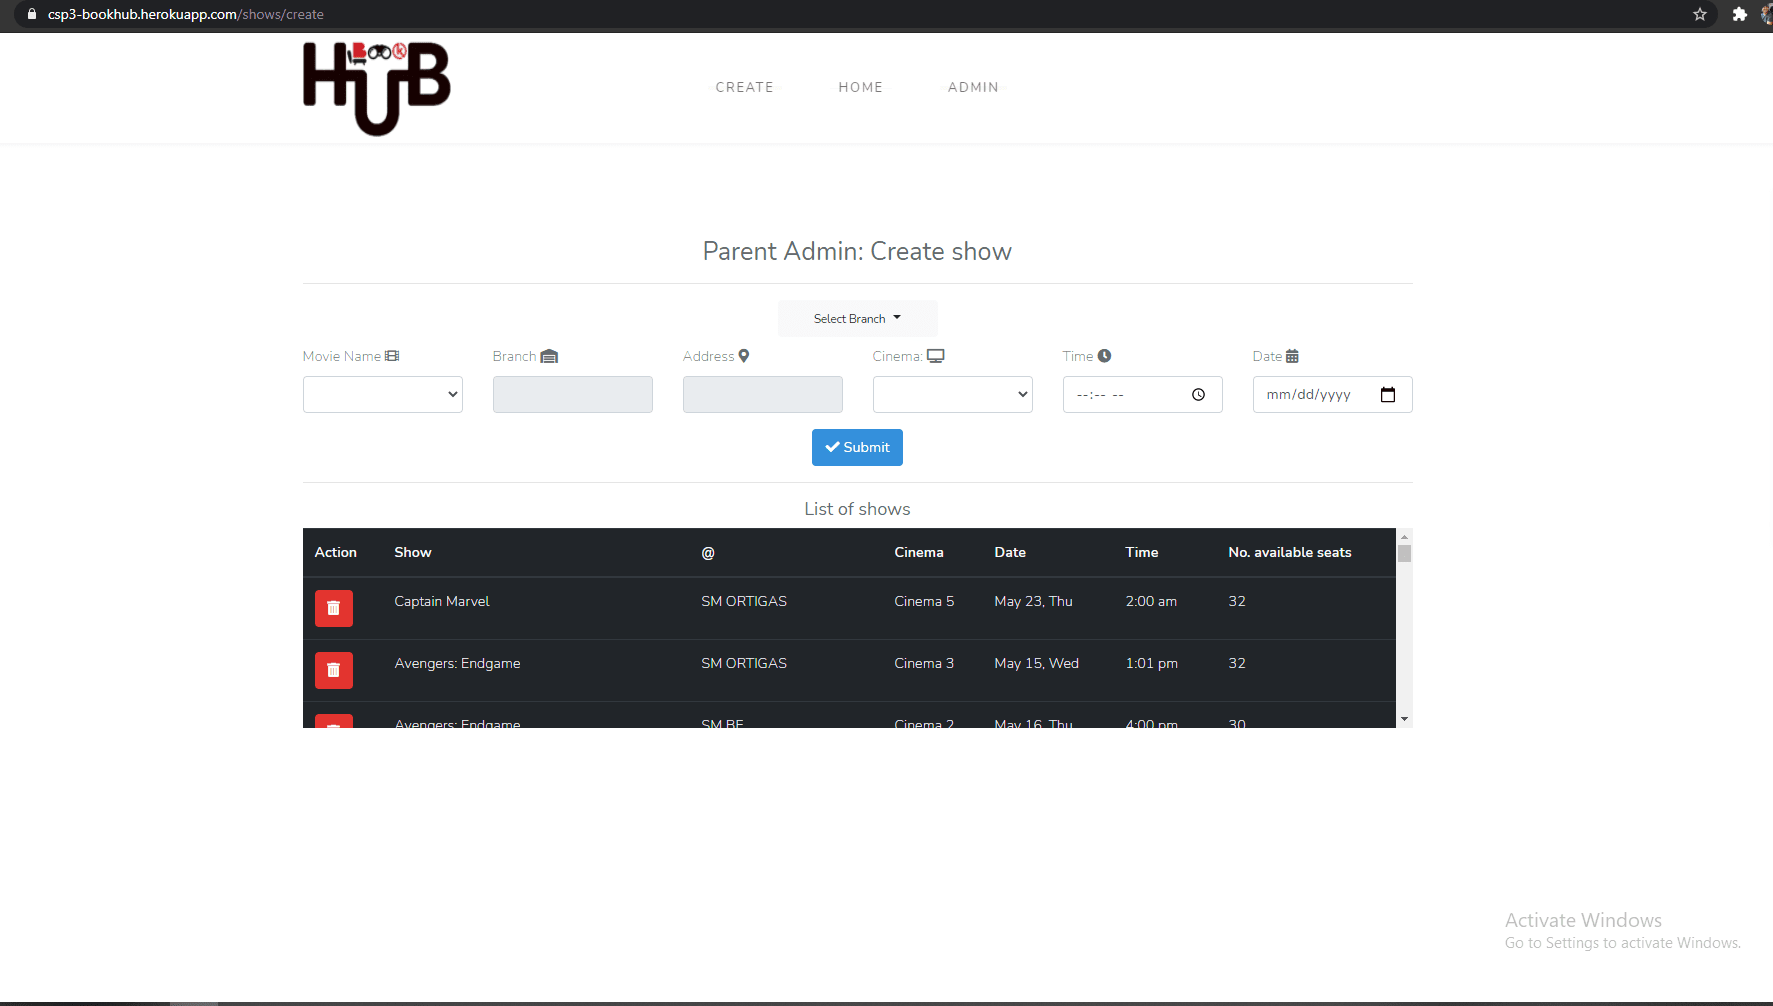 csp3-bookhub.herokuapp.com/shows/create
HUB BOOK
CREATE HOME ADMIN
Parent Admin: Create show
Select Branch
Movie Name Branch Address Cinema: Time Date
--:-- -- mm/dd/yyyy
Submit
List of shows
Action Show @ Cinema Date Time No. available seats
Captain Marvel SM ORTIGAS Cinema 5 May 23, Thu 2:00 am 32
Avengers: Endgame SM ORTIGAS Cinema 3 May 15, Wed 1:01 pm 32
Avengers: Endgame SM BF Cinema 2 May 16, Thu 4:00 pm 30
Activate Windows
Go to Settings to activate Windows.